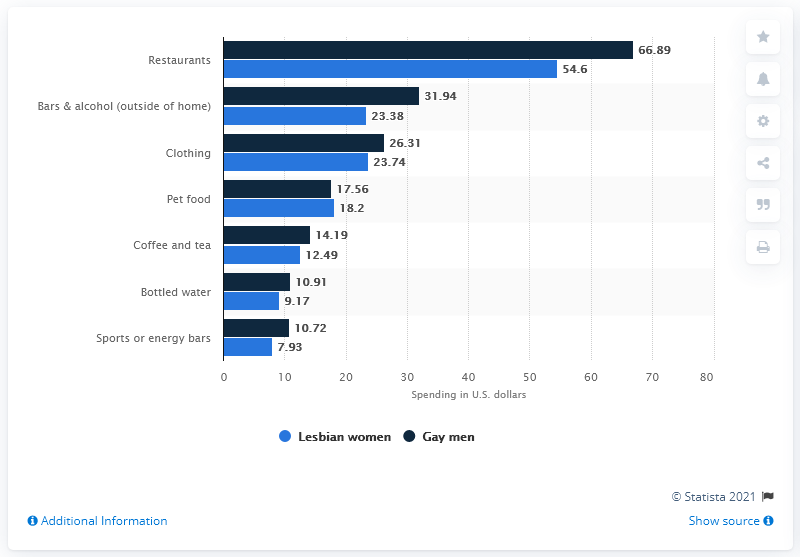 Restaurants
66.89
54.6
Bars & alcohol (outside of home)
31.94
23.38
Clothing
26.31
23.74
Pet food
17.56
18.2
Coffee and tea
14.19
12.49
Bottled water
10.91
9.17
Sports or energy bars
10.72
7.93
0 10 20 30 40 50 60 70 80
Spending in U.S. dollars
Lesbian women Gay men
© Statista 2021
Additional Information Show source